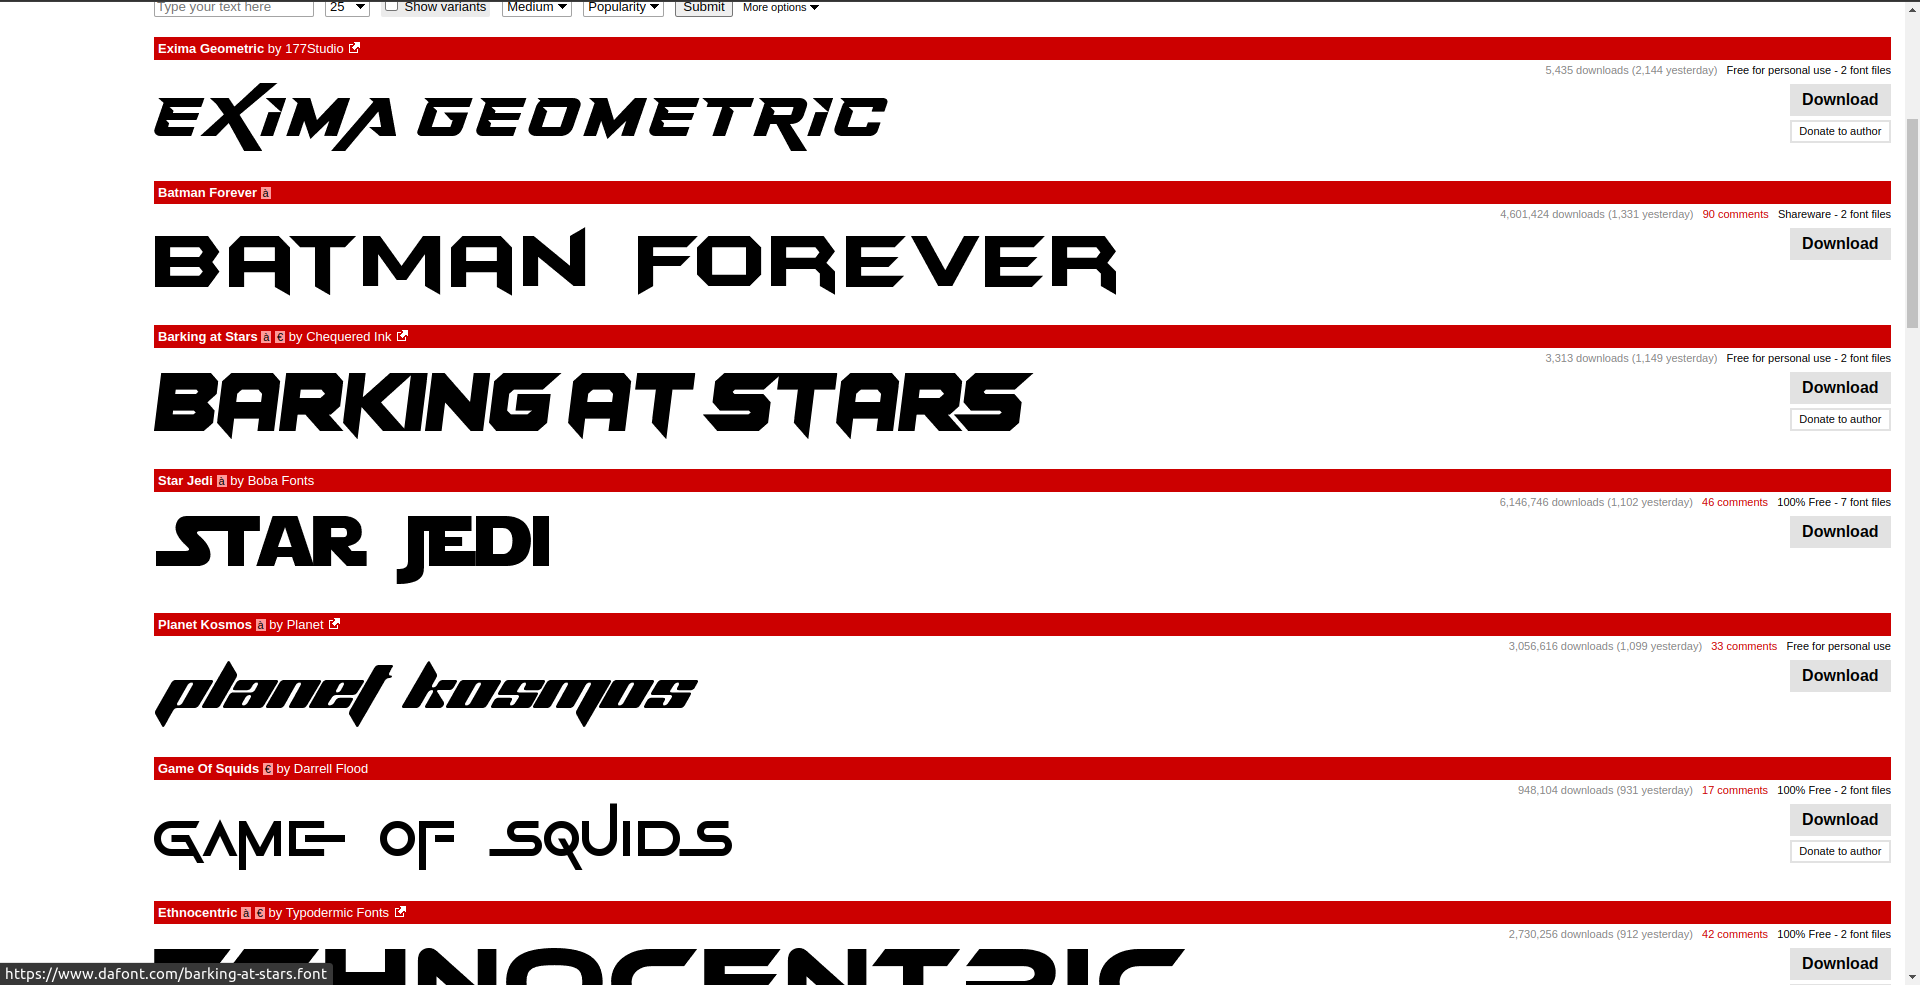 Type your text here 25 Show variants Medium Popularity Submit More options
Exima Geometric by 177Studio
5,435 downloads (2,144 yesterday) Free for personal use - 2 font files
EXIMA GEOMETRIC
Download
Donate to author
Batman Forever à
4,601,424 downloads (1,331 yesterday) 90 comments Shareware - 2 font files
BATMAN FOREVER
Download
Barking at Stars à € by Chequered Ink
3,313 downloads (1,149 yesterday) Free for personal use - 2 font files
BARKING AT STARS
Download
Donate to author
Star Jedi à by Boba Fonts
6,146,746 downloads (1,102 yesterday) 46 comments 100% Free - 7 font files
STAR JEDI
Download
Planet Kosmos à by Planet
3,056,616 downloads (1,099 yesterday) 33 comments Free for personal use
planet kosmos
Download
Game Of Squids € by Darrell Flood
948,104 downloads (931 yesterday) 17 comments 100% Free - 2 font files
GAME OF SQUIDS
Download
Donate to author
Ethnocentric à € by Typodermic Fonts
2,730,256 downloads (912 yesterday) 42 comments 100% Free - 2 font files
ETHNOCENTRIC
Download
https://www.dafont.com/barking-at-stars.font